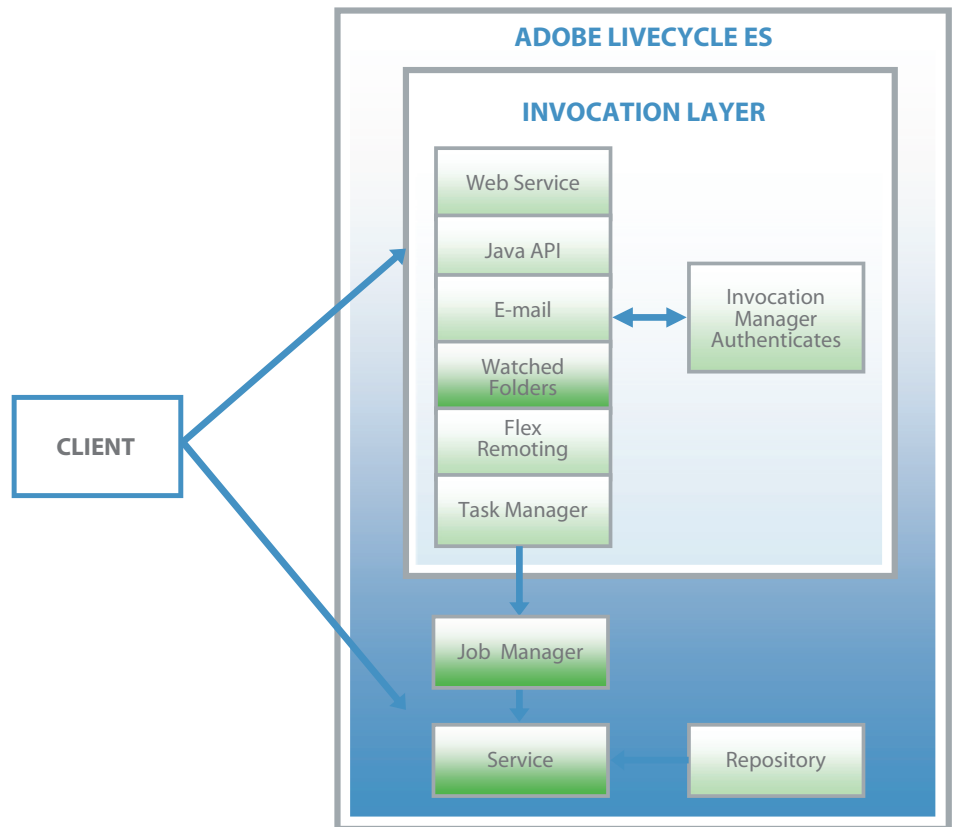 ADOBE LIVECYCLE ES
INVOCATION LAYER
Web Service
Java API
E-mail
Watched
Folders
Flex
Remoting
Task Manager
Invocation
Manager
Authenticates
CLIENT
Job Manager
Service
Repository